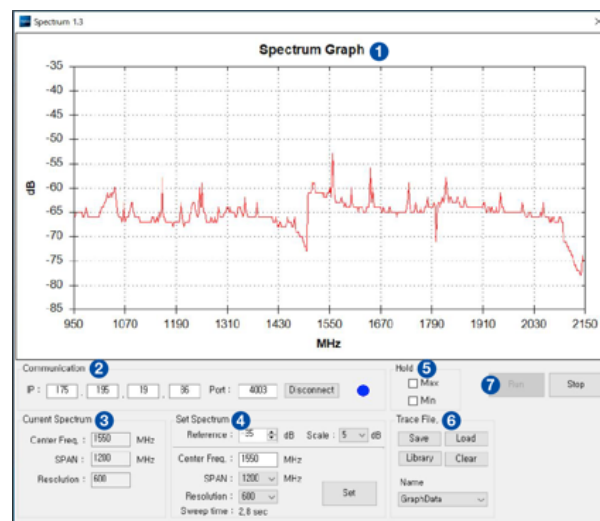 Spectrum 1.3
Spectrum Graph 1
-35
-40
-45
-50
-55
-60
-65
-70
-75
-80
-85
dB
950 1070 1190 1310 1430 1550 1670 1790 1910 2030 2150
MHz
Communication 2
IP : 175 . 195 . 19 . 86 Port : 4003 Disconnect
Hold 5
Max
Min
7 Run Stop
Current Spectrum 3
Center Freq. : 1550 MHz
SPAN : 1200 MHz
Resolution : 600
Set Spectrum 4
Reference : -35 dB Scale : 5 dB
Center Freq. : 1550 MHz
SPAN : 1200 MHz
Resolution : 600
Set
Sweep time : 2,8 sec
Trace File, 6
Save Load
Library Clear
Name
GraphData